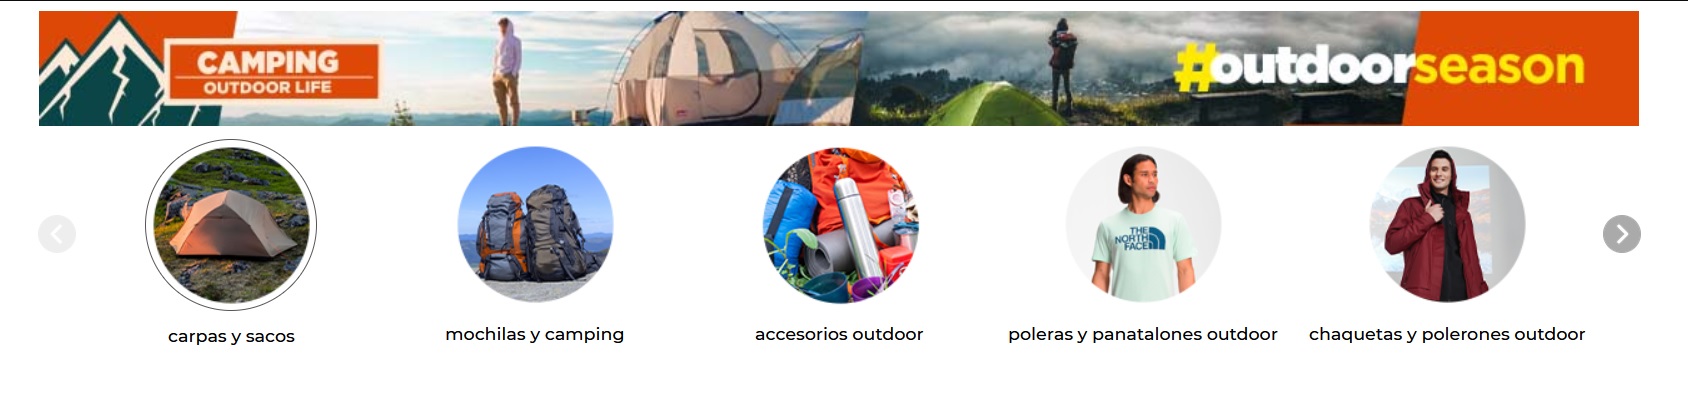 CAMPING
OUTDOOR LIFE
#outdoorseason
THE
NORTH
FACE
carpas y sacos
mochilas y camping
accesorios outdoor
poleras y panatalones outdoor
chaquetas y polerones outdoor